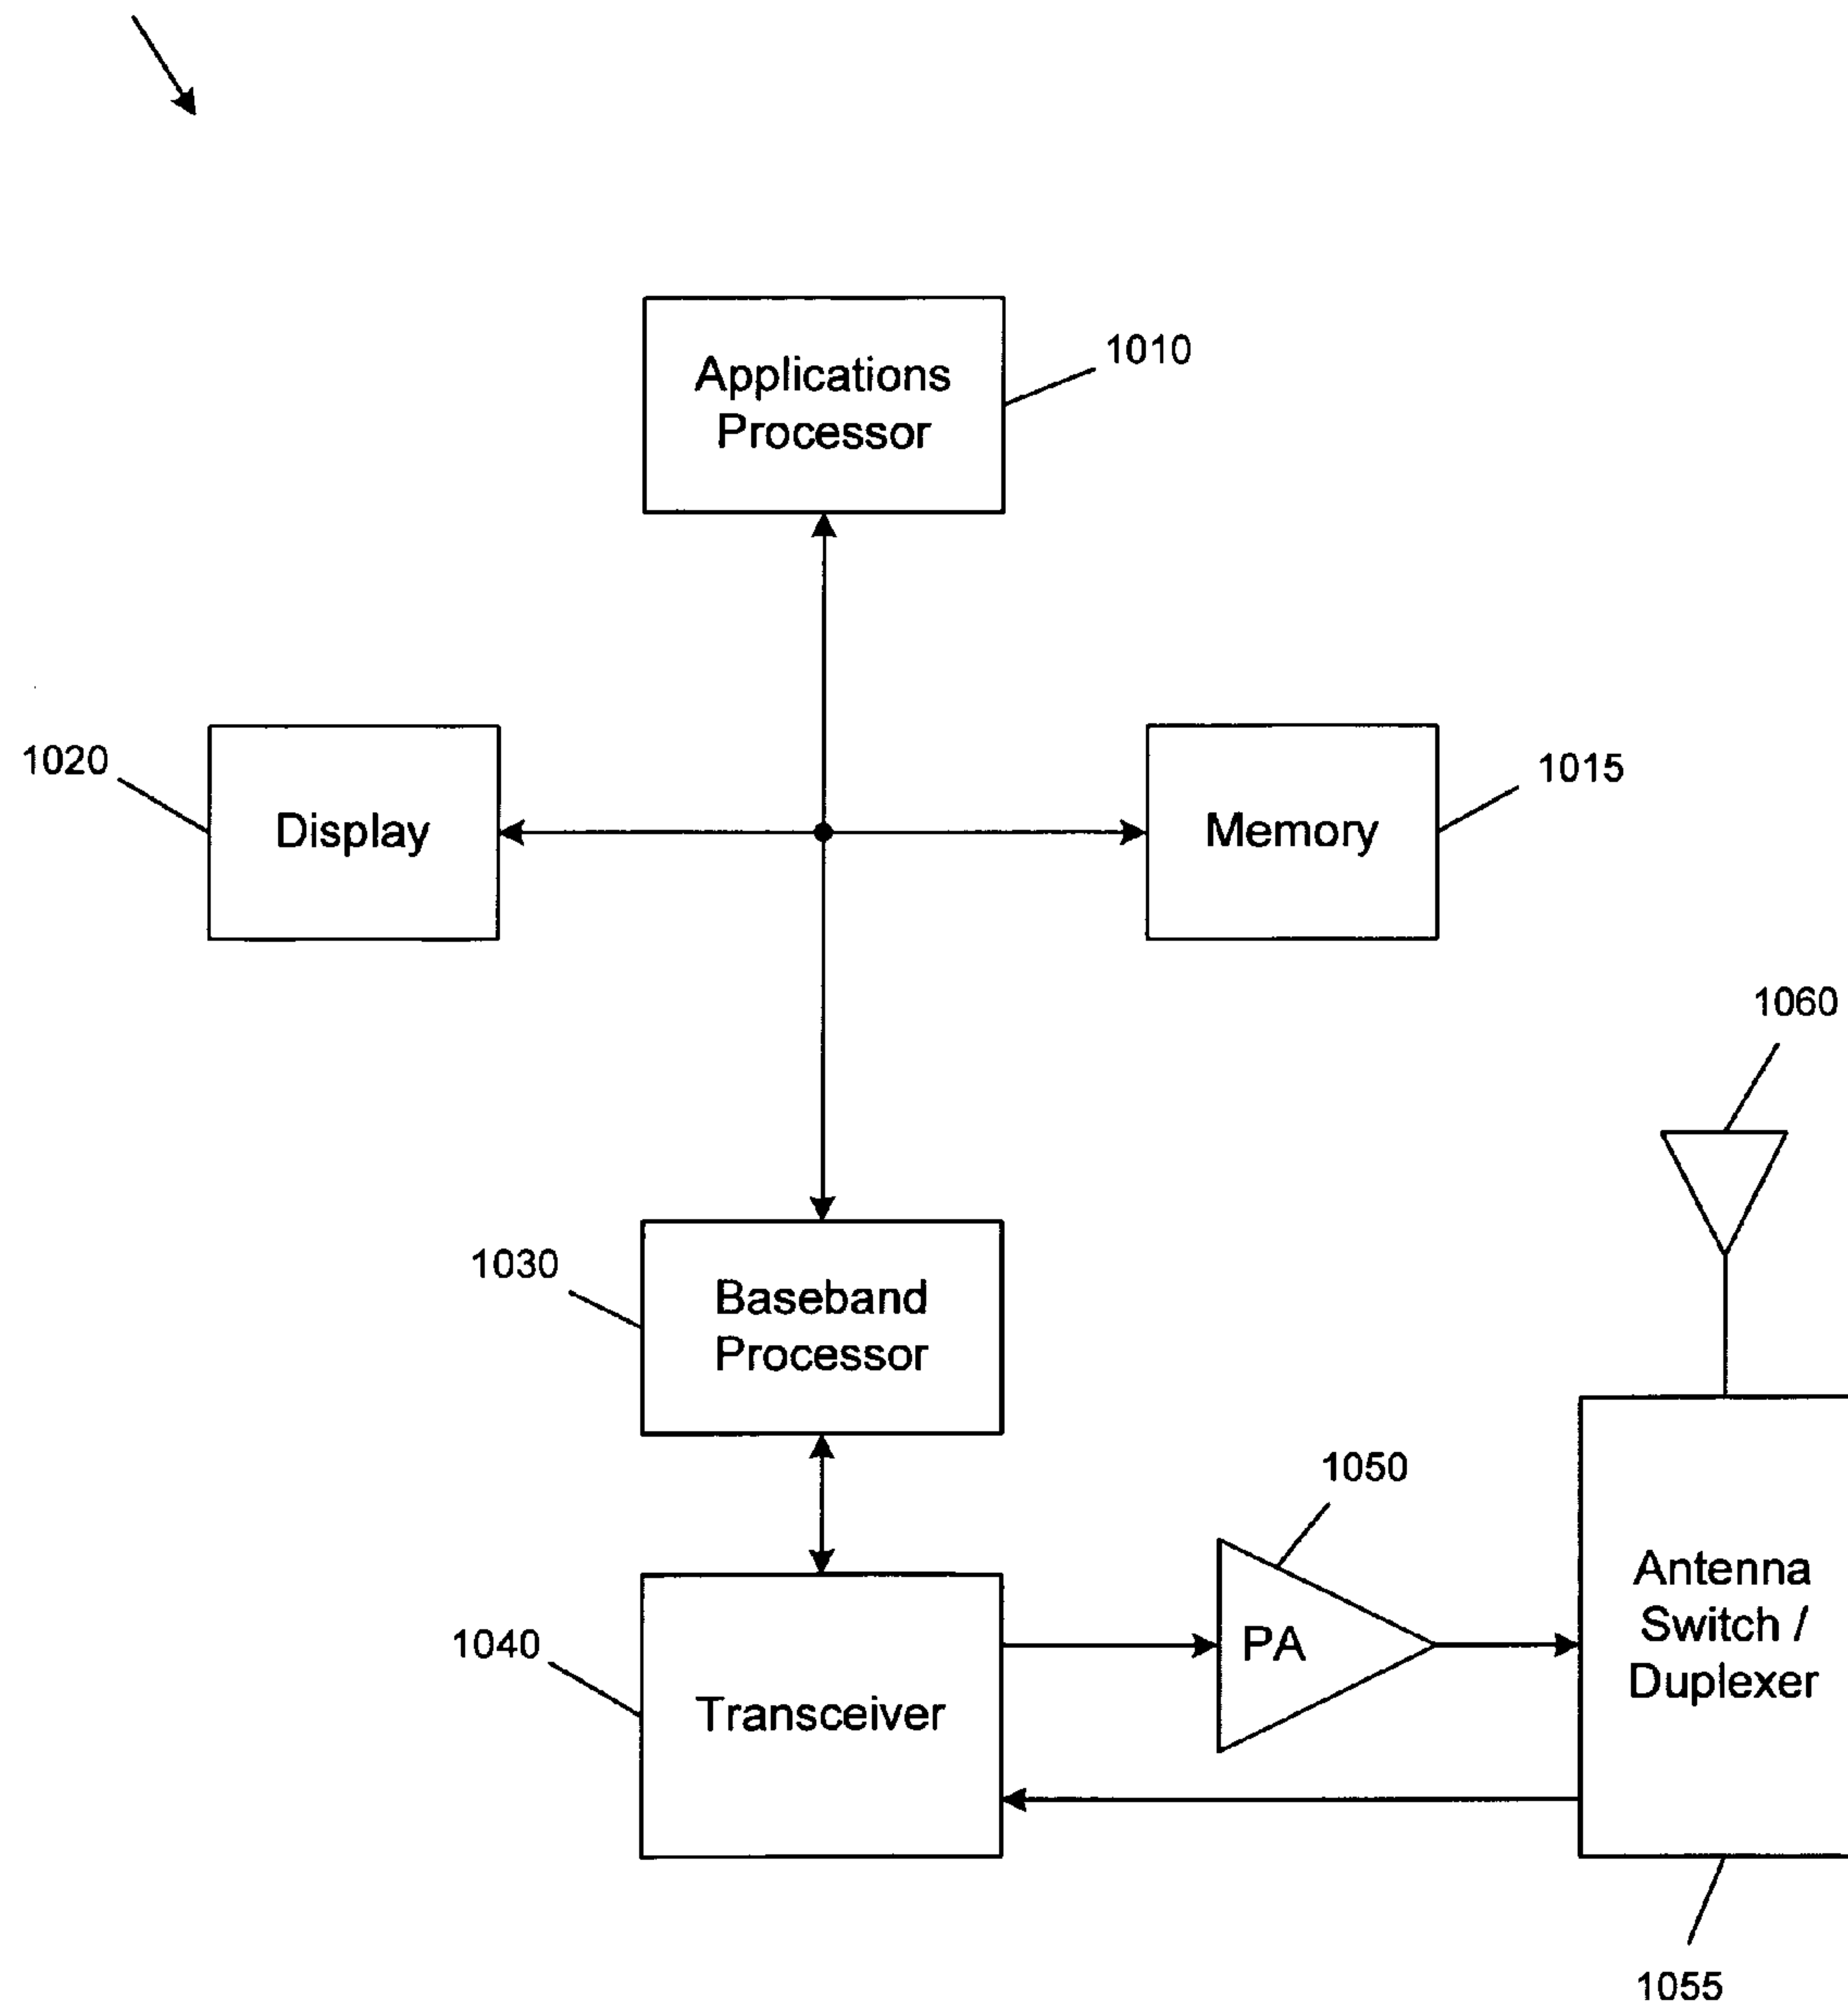 Applications
Processor
1010
1020
Display
Memory
1015
1060
1030
Baseband
Processor
1050
1040
Transceiver
PA
Antenna
Switch /
Duplexer
1055